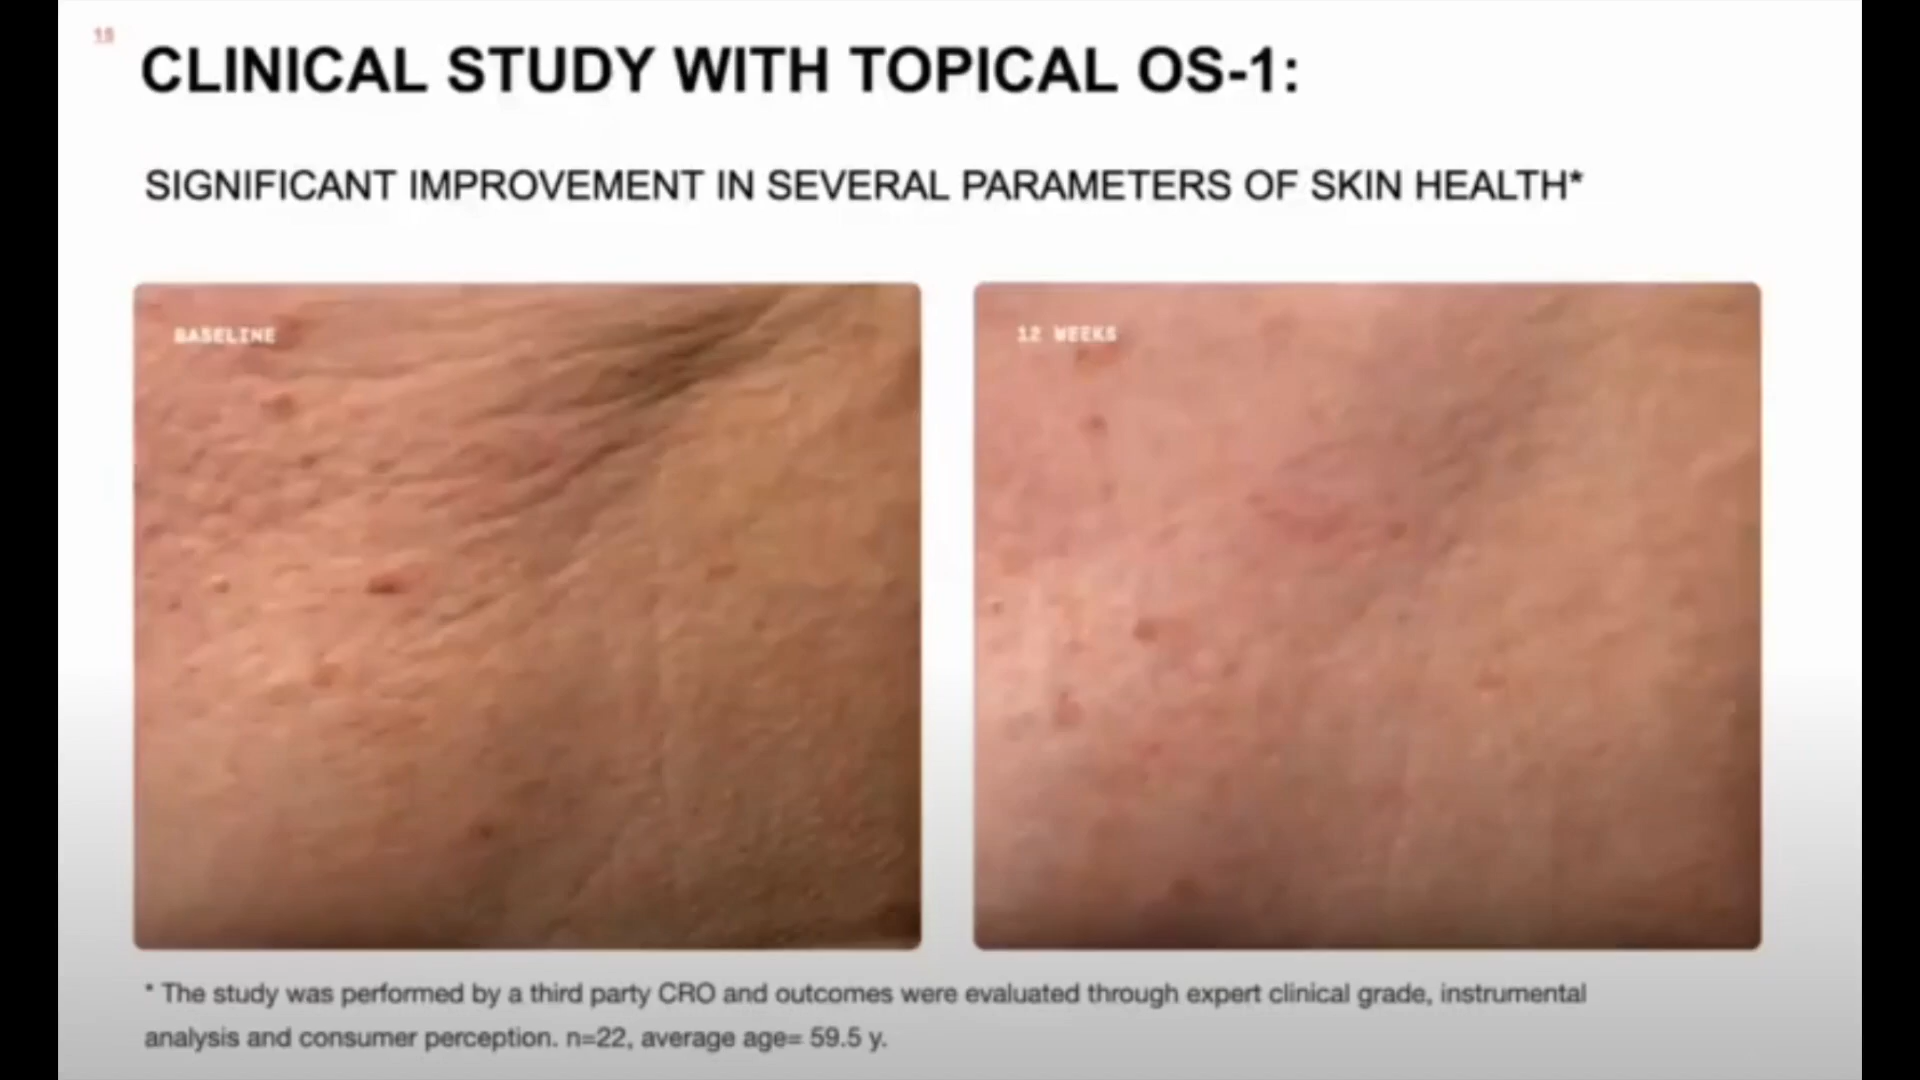 15
CLINICAL STUDY WITH TOPICAL OS-1:
SIGNIFICANT IMPROVEMENT IN SEVERAL PARAMETERS OF SKIN HEALTH*
BASELINE
12 WEEKS
* The study was performed by a third party CRO and outcomes were evaluated through expert clinical grade, instrumental
analysis and consumer perception. n=22, average age= 59.5 y.